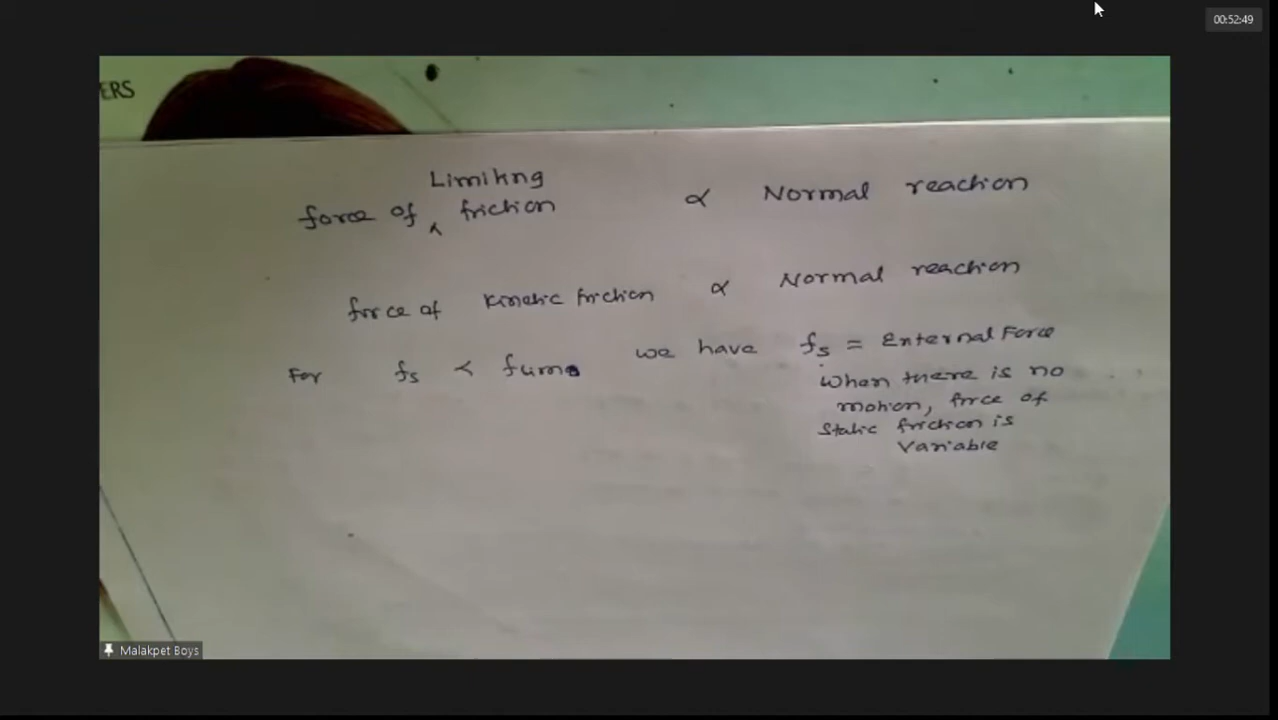 00:52:49
ERS
Limiting
force of ‸ friction ∝ Normal reaction
force of Kinetic friction ∝ Normal reaction
For fs < flim we have fs = External Force
When there is no
motion, force of
Static friction is
Variable
Malakpet Boys